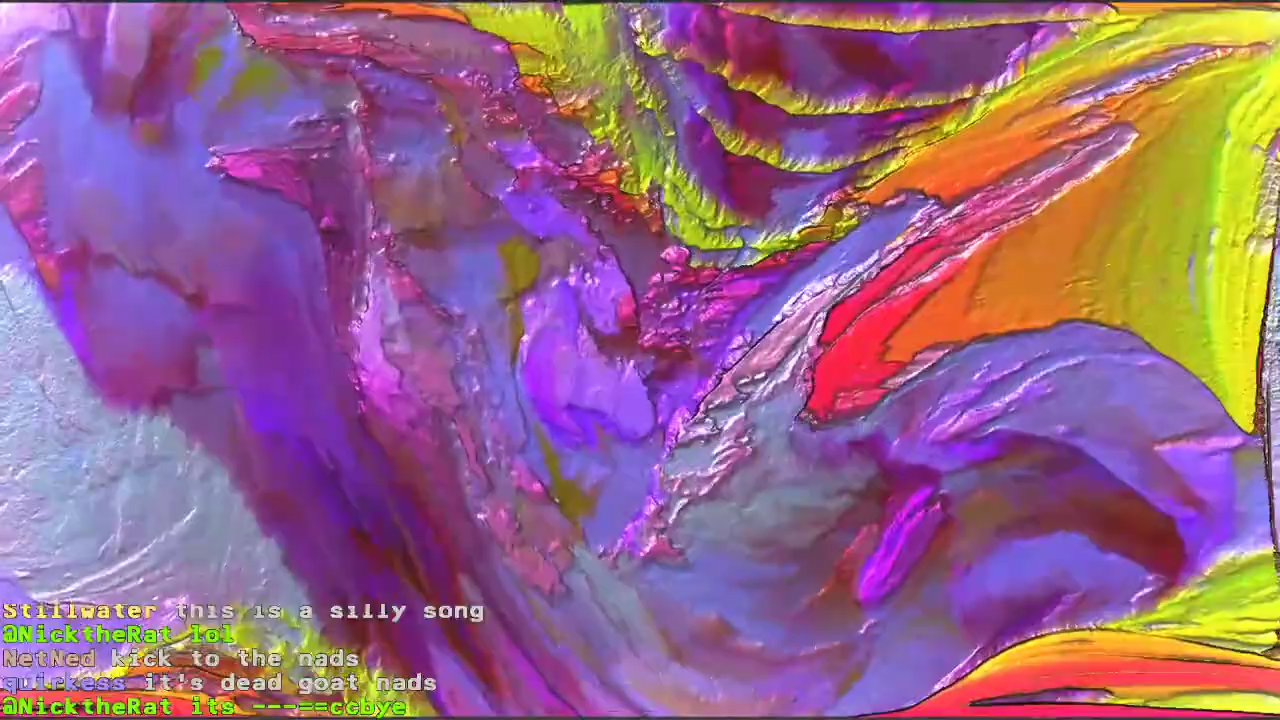 Stillwater this is a silly song
@NicktheRat lol
NetNed kick to the nads
quirkess it's dead goat nads
@NicktheRat its ---==ccbye